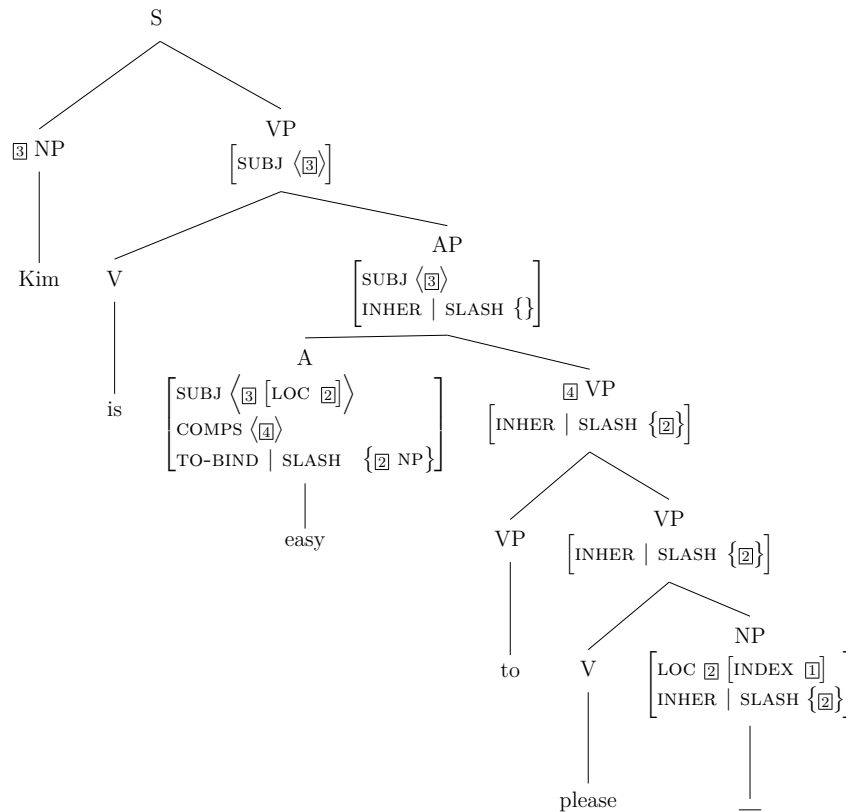 S
3 NP
VP
[SUBJ ⟨3⟩]
Kim
V
AP
[SUBJ ⟨3⟩
INHER | SLASH {}]
is
A
[SUBJ ⟨3 [LOC 2]⟩
COMPS ⟨4⟩
TO-BIND | SLASH {2 NP}]
4 VP
[INHER | SLASH {2}]
easy
VP
VP
[INHER | SLASH {2}]
to
V
NP
[LOC 2 [INDEX 1]
INHER | SLASH {2}]
please
__